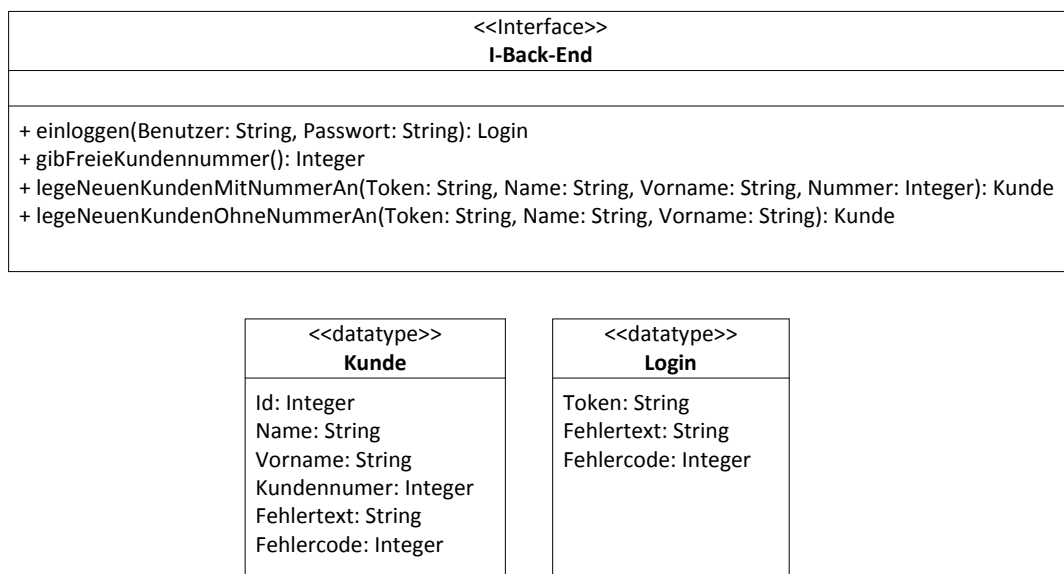 <<Interface>>
I-Back-End
+ einloggen(Benutzer: String, Passwort: String): Login
+ gibFreieKundennummer(): Integer
+ legeNeuenKundenMitNummerAn(Token: String, Name: String, Vorname: String, Nummer: Integer): Kunde
+ legeNeuenKundenOhneNummerAn(Token: String, Name: String, Vorname: String): Kunde
<<datatype>>
Kunde
Id: Integer
Name: String
Vorname: String
Kundennumer: Integer
Fehlertext: String
Fehlercode: Integer
<<datatype>>
Login
Token: String
Fehlertext: String
Fehlercode: Integer